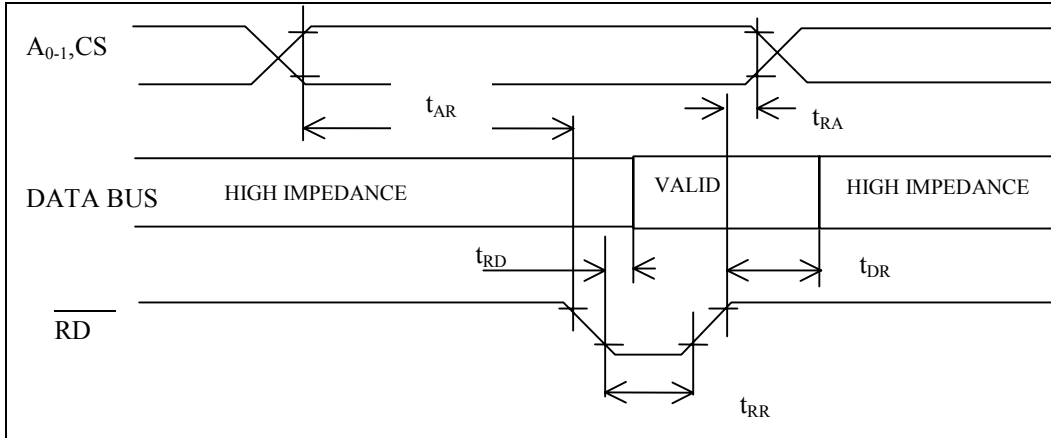 A0-1,CS
tAR
tRA
DATA BUS
HIGH IMPEDANCE
VALID
HIGH IMPEDANCE
tRD
tDR
RD
tRR